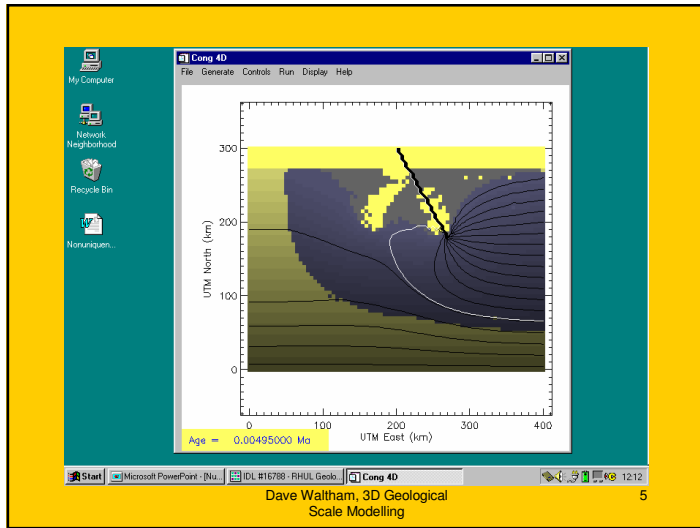 Cong 4D
File Generate Controls Run Display Help
My Computer
Network
Neighborhood
Recycle Bin
Nonuniquen...
300
200
100
0
UTM North (km)
0 100 200 300 400
UTM East (km)
Age = 0.00495000 Ma
Start Microsoft PowerPoint - [Nu... IDL #16788 - RHUL Geolo... Cong 4D 12:12
Dave Waltham, 3D Geological
Scale Modelling
5